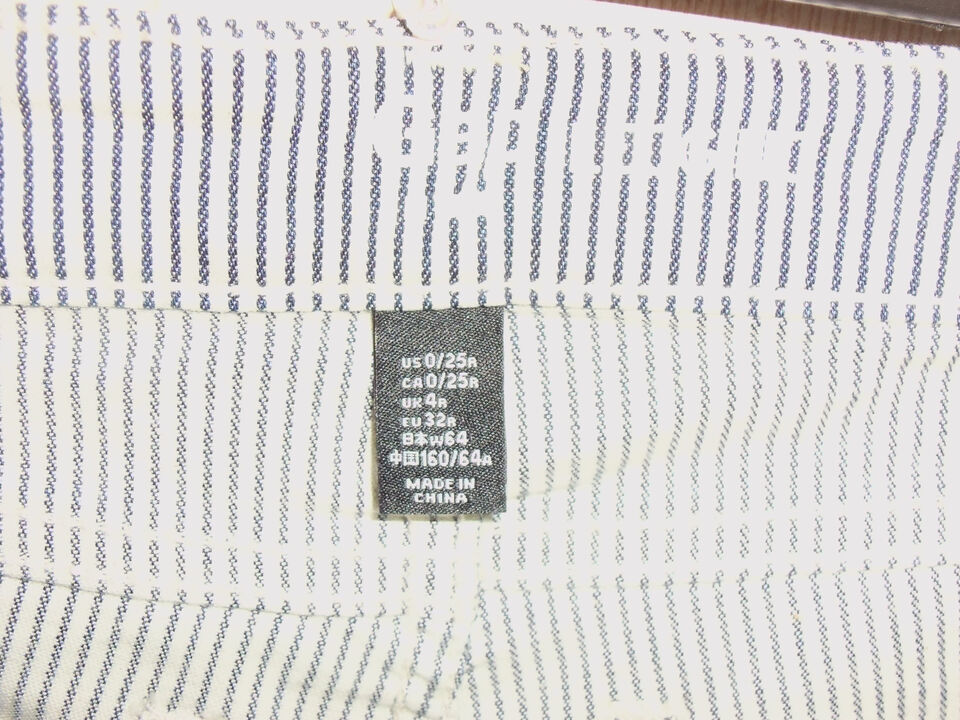 US 0/25R
CA 0/25R
UK 4R
EU 32R
日本 W64
中国 160/64A
MADE IN
CHINA